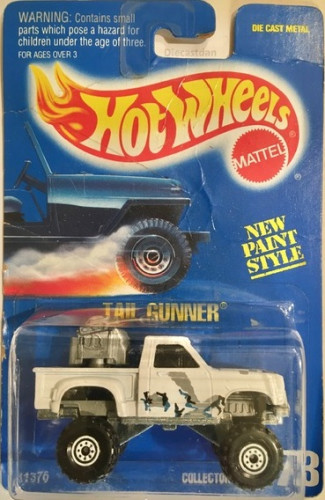 WARNING: Contains small
parts which pose a hazard for
children under the age of three.
FOR AGES OVER 3
DIE CAST METAL
Diecastdan
HOT WHEELS
MATTEL
NEW
PAINT
STYLE
TAIL GUNNER
COLLECTOR